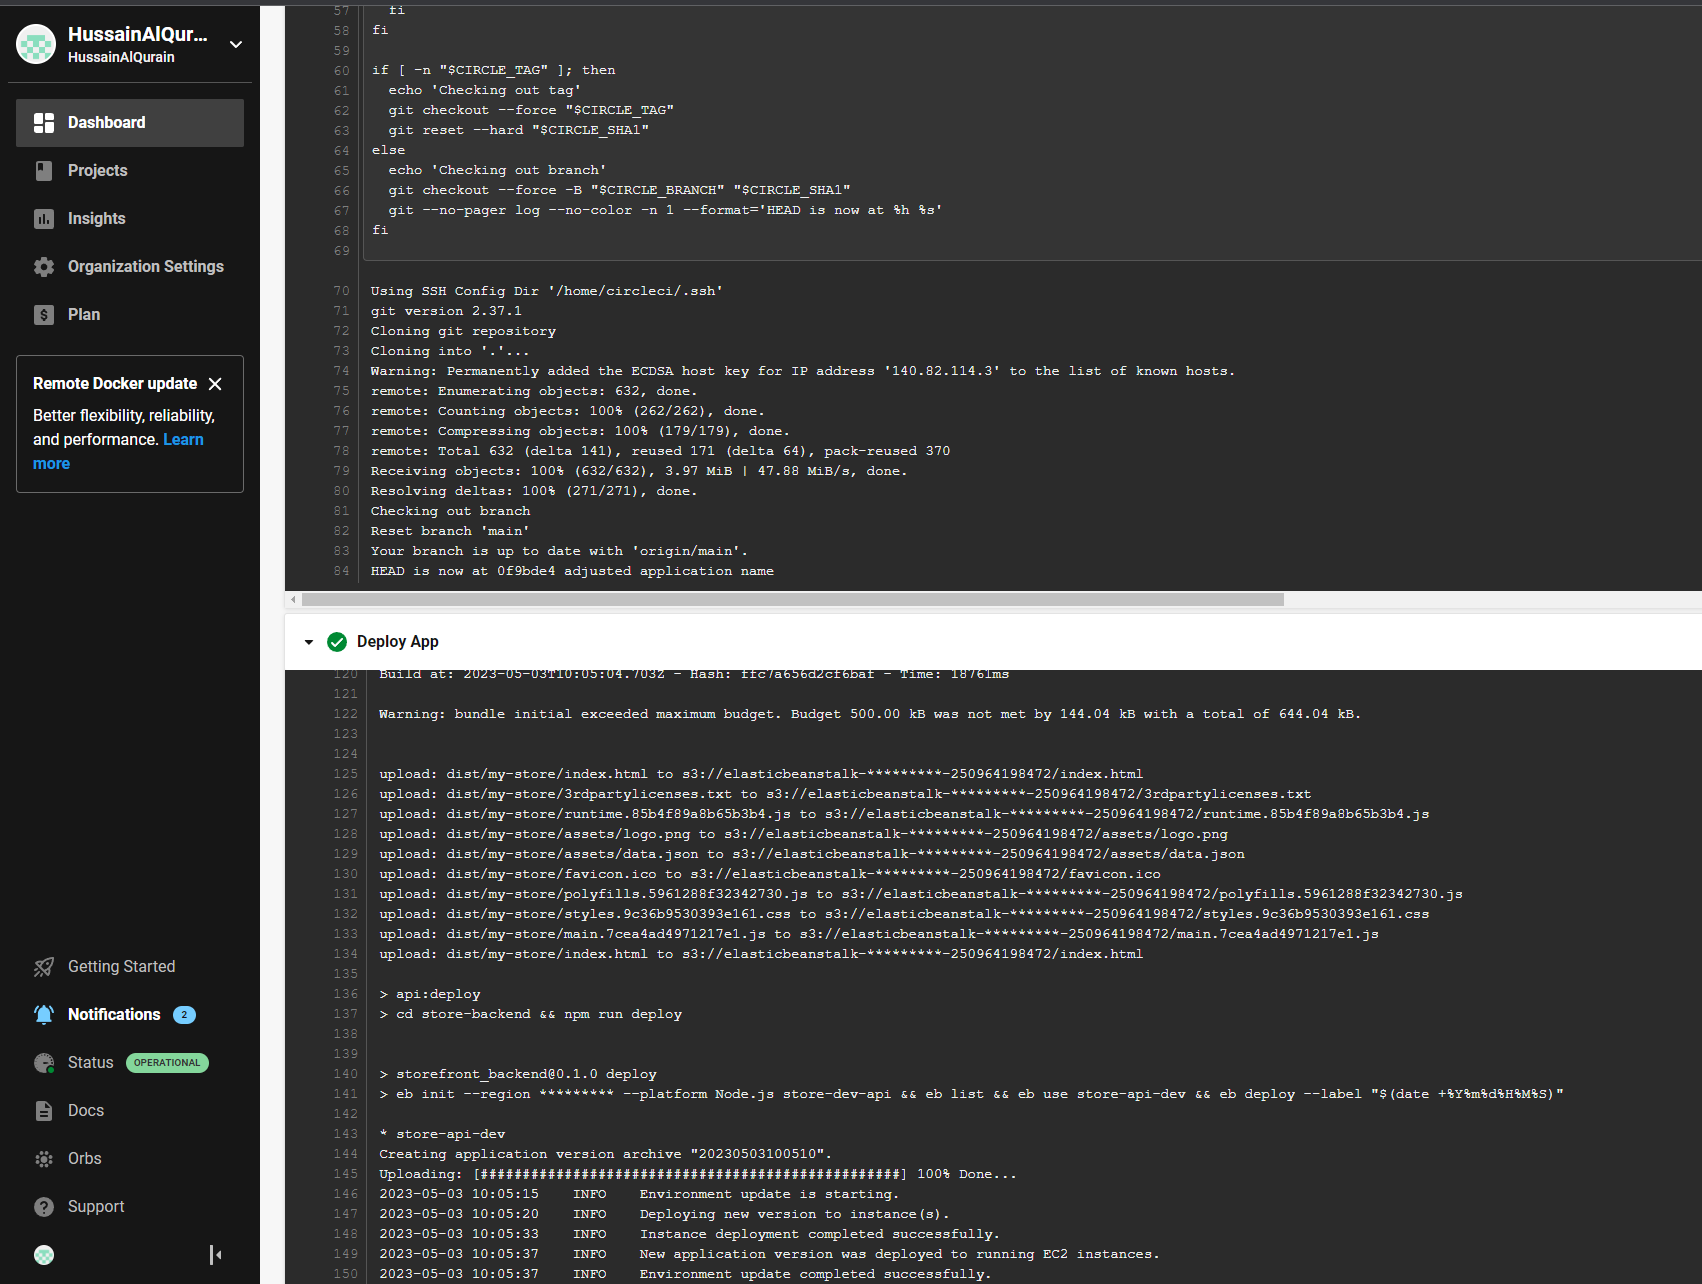 HussainAlQur...
HussainAlQurain
Dashboard
Projects
Insights
Organization Settings
Plan
Remote Docker update
Better flexibility, reliability,
and performance. Learn
more
Getting Started
Notifications 2
Status OPERATIONAL
Docs
Orbs
Support
57 fi
58 fi
59
60 if [ -n "$CIRCLE_TAG" ]; then
61 echo 'Checking out tag'
62 git checkout --force "$CIRCLE_TAG"
63 git reset --hard "$CIRCLE_SHA1"
64 else
65 echo 'Checking out branch'
66 git checkout --force -B "$CIRCLE_BRANCH" "$CIRCLE_SHA1"
67 git --no-pager log --no-color -n 1 --format='HEAD is now at %h %s'
68 fi
69
70 Using SSH Config Dir '/home/circleci/.ssh'
71 git version 2.37.1
72 Cloning git repository
73 Cloning into '.'...
74 Warning: Permanently added the ECDSA host key for IP address '140.82.114.3' to the list of known hosts.
75 remote: Enumerating objects: 632, done.
76 remote: Counting objects: 100% (262/262), done.
77 remote: Compressing objects: 100% (179/179), done.
78 remote: Total 632 (delta 141), reused 171 (delta 64), pack-reused 370
79 Receiving objects: 100% (632/632), 3.97 MiB | 47.88 MiB/s, done.
80 Resolving deltas: 100% (271/271), done.
81 Checking out branch
82 Reset branch 'main'
83 Your branch is up to date with 'origin/main'.
84 HEAD is now at 0f9bde4 adjusted application name
Deploy App
120 Build at: 2023-05-03T10:05:04.703Z - Hash: ffc7a656d2cf6baf - Time: 18761ms
121
122 Warning: bundle initial exceeded maximum budget. Budget 500.00 kB was not met by 144.04 kB with a total of 644.04 kB.
123
124
125 upload: dist/my-store/index.html to s3://elasticbeanstalk-*********-250964198472/index.html
126 upload: dist/my-store/3rdpartylicenses.txt to s3://elasticbeanstalk-*********-250964198472/3rdpartylicenses.txt
127 upload: dist/my-store/runtime.85b4f89a8b65b3b4.js to s3://elasticbeanstalk-*********-250964198472/runtime.85b4f89a8b65b3b4.js
128 upload: dist/my-store/assets/logo.png to s3://elasticbeanstalk-*********-250964198472/assets/logo.png
129 upload: dist/my-store/assets/data.json to s3://elasticbeanstalk-*********-250964198472/assets/data.json
130 upload: dist/my-store/favicon.ico to s3://elasticbeanstalk-*********-250964198472/favicon.ico
131 upload: dist/my-store/polyfills.5961288f32342730.js to s3://elasticbeanstalk-*********-250964198472/polyfills.5961288f32342730.js
132 upload: dist/my-store/styles.9c36b9530393e161.css to s3://elasticbeanstalk-*********-250964198472/styles.9c36b9530393e161.css
133 upload: dist/my-store/main.7cea4ad4971217e1.js to s3://elasticbeanstalk-*********-250964198472/main.7cea4ad4971217e1.js
134 upload: dist/my-store/index.html to s3://elasticbeanstalk-*********-250964198472/index.html
135
136 > api:deploy
137 > cd store-backend && npm run deploy
138
139
140 > storefront_backend@0.1.0 deploy
141 > eb init --region ********* --platform Node.js store-dev-api && eb list && eb use store-api-dev && eb deploy --label "$(date +%Y%m%d%H%M%S)"
142
143 * store-api-dev
144 Creating application version archive "20230503100510".
145 Uploading: [##################################################] 100% Done...
146 2023-05-03 10:05:15 INFO Environment update is starting.
147 2023-05-03 10:05:20 INFO Deploying new version to instance(s).
148 2023-05-03 10:05:33 INFO Instance deployment completed successfully.
149 2023-05-03 10:05:37 INFO New application version was deployed to running EC2 instances.
150 2023-05-03 10:05:37 INFO Environment update completed successfully.